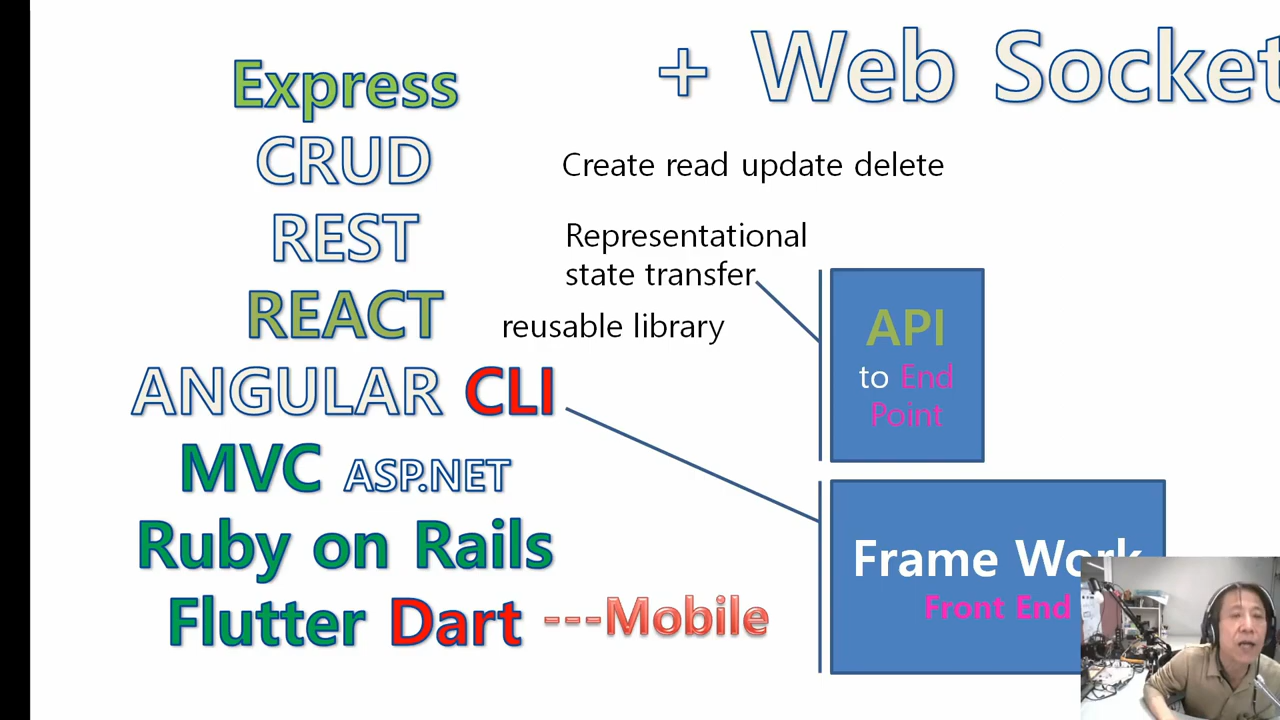 + Web Socket
Express
CRUD
Create read update delete
REST
Representational
state transfer
REACT
reusable library
API
to End
Point
ANGULAR CLI
MVC ASP.NET
Ruby on Rails
Frame Work
Front End
Flutter Dart ---Mobile